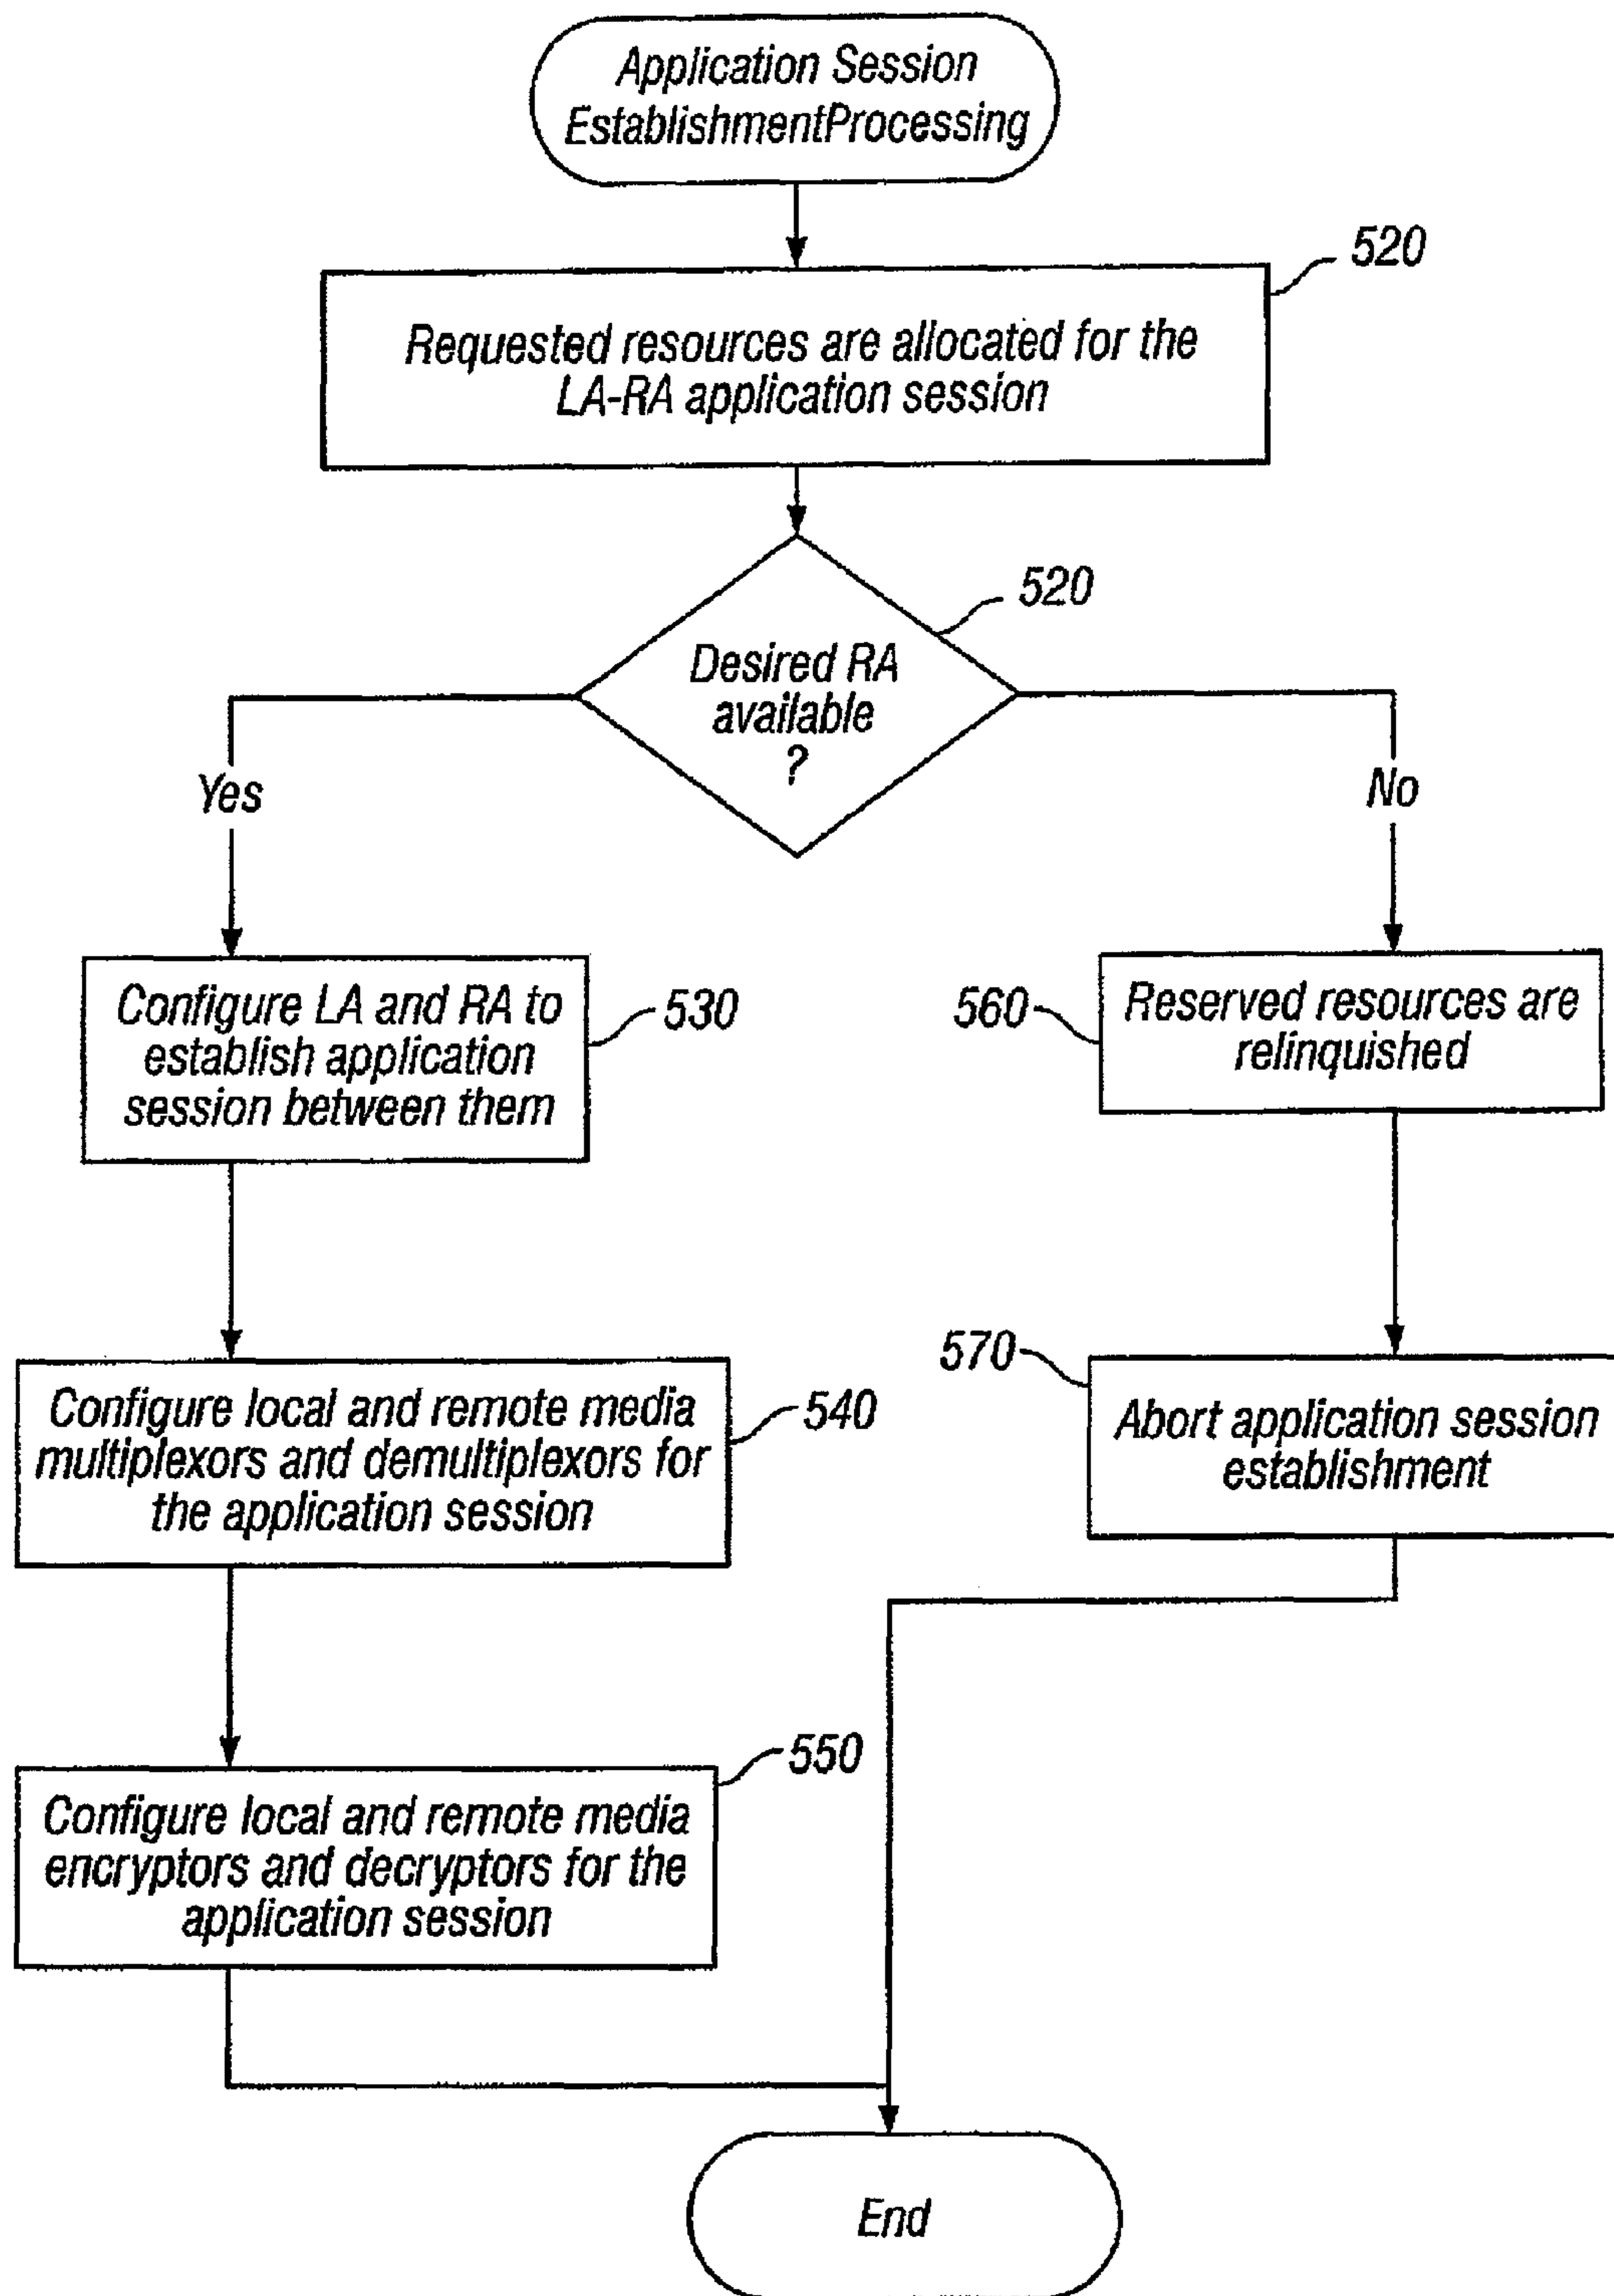 Application Session
EstablishmentProcessing
520
Requested resources are allocated for the
LA-RA application session
520
Desired RA
available
?
Yes
No
Configure LA and RA to
establish application
session between them
530
560
Reserved resources are
relinquished
Configure local and remote media
multiplexors and demultiplexors for
the application session
540
570
Abort application session
establishment
550
Configure local and remote media
encryptors and decryptors for the
application session
End